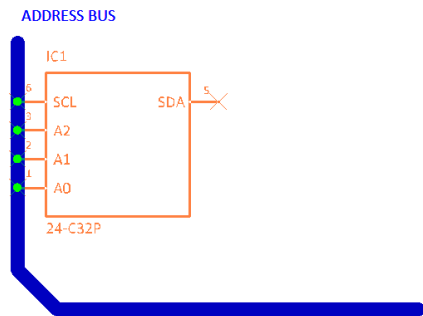 ADDRESS BUS
IC1
6 SCL SDA 5
3 A2
2 A1
1 A0
24-C32P